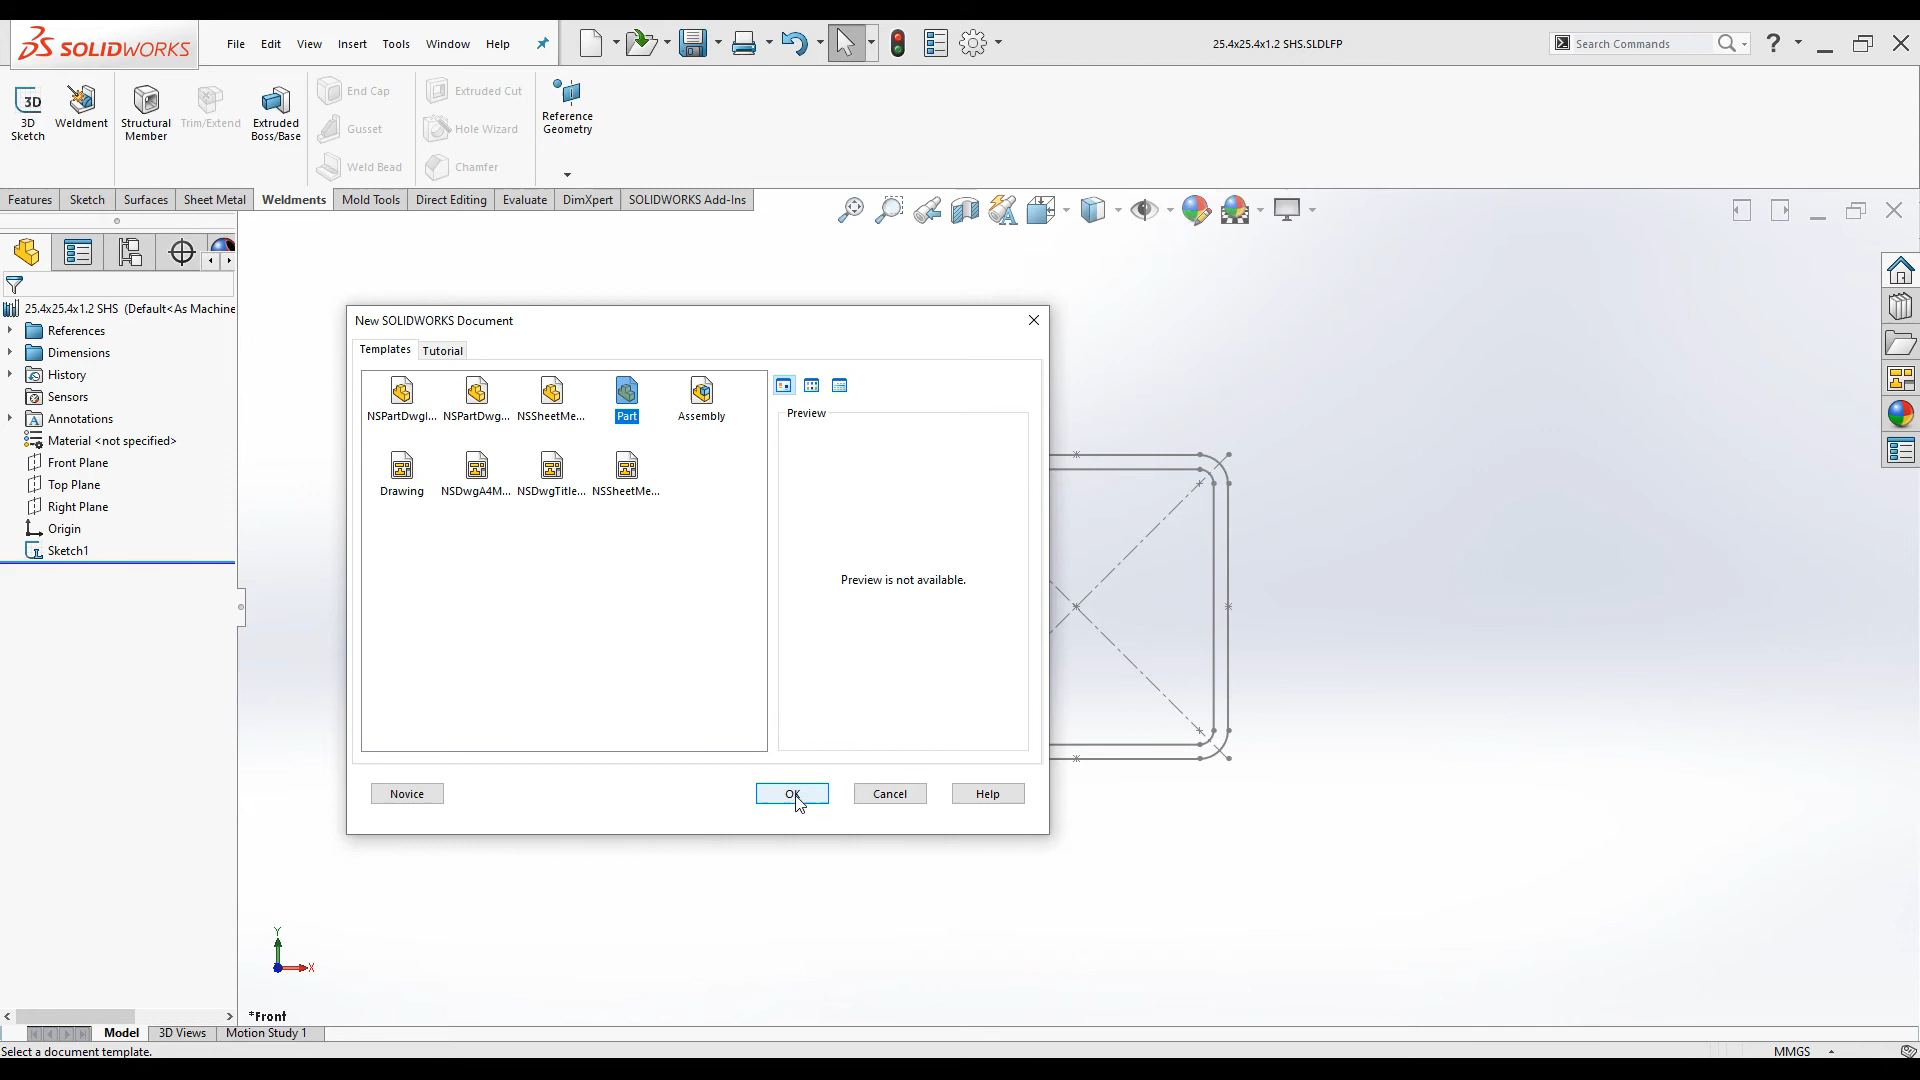 SOLIDWORKS
File Edit View Insert Tools Window Help
25.4x25.4x1.2 SHS.SLDLFP
Search Commands
?
3D Sketch
Weldment
Structural Member
Trim/Extend
Extruded Boss/Base
End Cap
Gusset
Weld Bead
Extruded Cut
Hole Wizard
Chamfer
Reference Geometry
Features Sketch Surfaces Sheet Metal Weldments Mold Tools Direct Editing Evaluate DimXpert SOLIDWORKS Add-Ins
25.4x25.4x1.2 SHS (Default<As Machine
References
Dimensions
History
Sensors
Annotations
Material <not specified>
Front Plane
Top Plane
Right Plane
Origin
Sketch1
New SOLIDWORKS Document
Templates Tutorial
NSPartDwgI... NSPartDwg... NSSheetMe... Part Assembly
Drawing NSDwgA4M... NSDwgTitle... NSSheetMe...
Preview
Preview is not available.
Novice OK Cancel Help
Y
X
*Front
Model 3D Views Motion Study 1
Select a document template.
MMGS